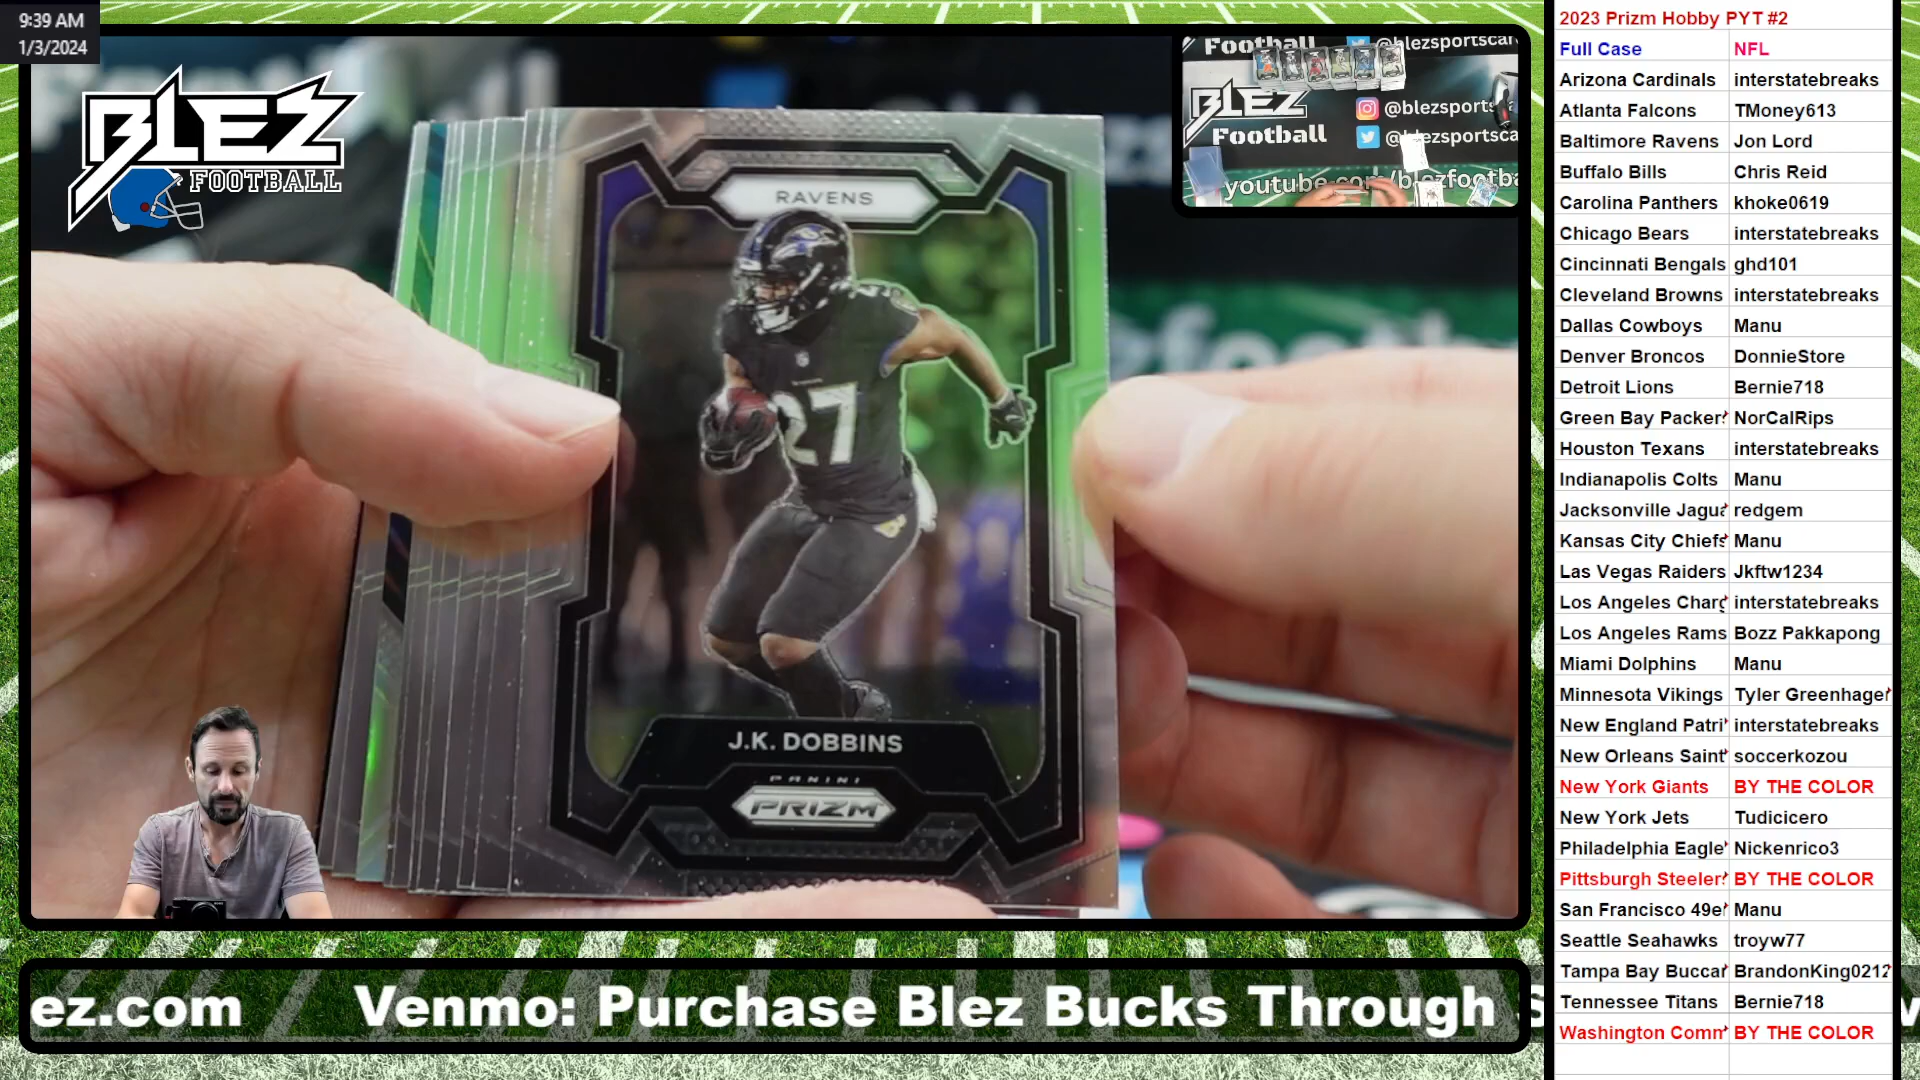 9:39 AM
1/3/2024
BLEZ
FOOTBALL
RAVENS
27
J.K. DOBBINS
PANINI
PRIZM
Football
@blezsportscar
BLEZ
@blezsports
Football
@blezsportsca
youtube.com/blezfootba
ez.com Venmo: Purchase Blez Bucks Through
2023 Prizm Hobby PYT #2
Full Case NFL
Arizona Cardinals interstatebreaks
Atlanta Falcons TMoney613
Baltimore Ravens Jon Lord
Buffalo Bills Chris Reid
Carolina Panthers khoke0619
Chicago Bears interstatebreaks
Cincinnati Bengals ghd101
Cleveland Browns interstatebreaks
Dallas Cowboys Manu
Denver Broncos DonnieStore
Detroit Lions Bernie718
Green Bay Packer NorCalRips
Houston Texans interstatebreaks
Indianapolis Colts Manu
Jacksonville Jagua redgem
Kansas City Chiefs Manu
Las Vegas Raiders Jkftw1234
Los Angeles Charg interstatebreaks
Los Angeles Rams Bozz Pakkapong
Miami Dolphins Manu
Minnesota Vikings Tyler Greenhager
New England Patri interstatebreaks
New Orleans Saint soccerkozou
New York Giants BY THE COLOR
New York Jets Tudicicero
Philadelphia Eagle Nickenrico3
Pittsburgh Steeler BY THE COLOR
San Francisco 49e Manu
Seattle Seahawks troyw77
Tampa Bay Buccar BrandonKing0212
Tennessee Titans Bernie718
Washington Comm BY THE COLOR